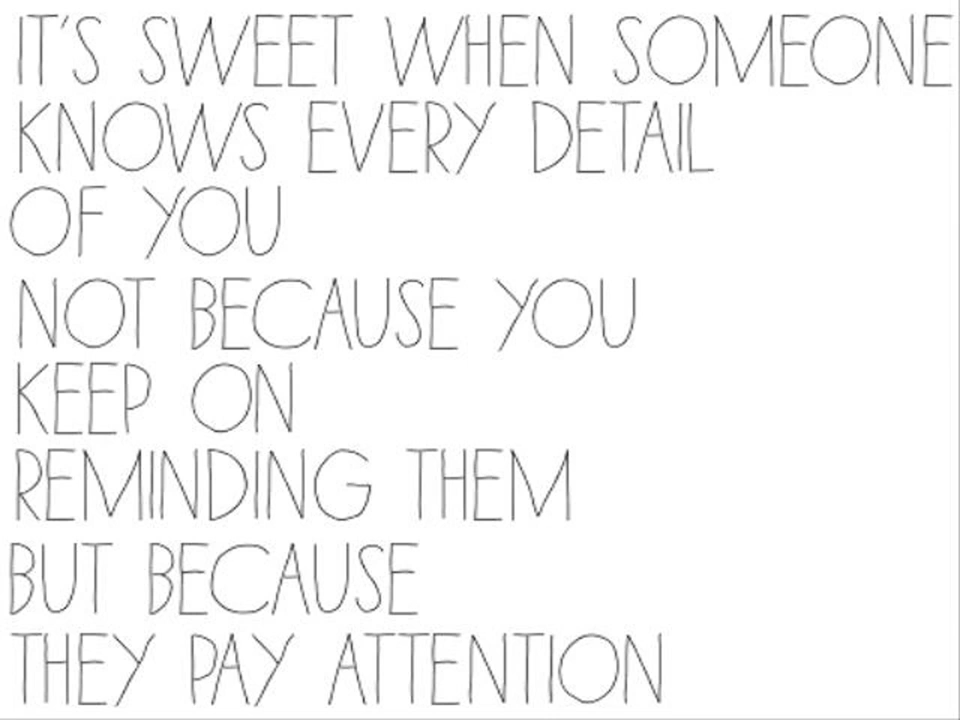 IT'S SWEET WHEN SOMEONE
KNOWS EVERY DETAIL
OF YOU
NOT BECAUSE YOU
KEEP ON
REMINDING THEM
BUT BECAUSE
THEY PAY ATTENTION